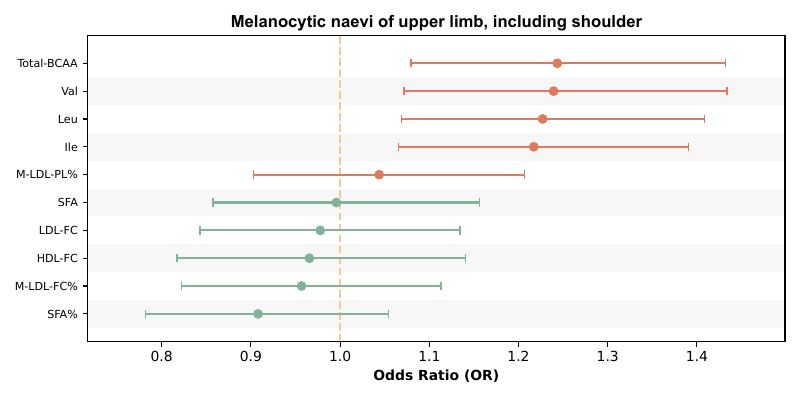 Melanocytic naevi of upper limb, including shoulder
Total-BCAA
Val
Leu
Ile
M-LDL-PL%
SFA
LDL-FC
HDL-FC
M-LDL-FC%
SFA%
0.8 0.9 1.0 1.1 1.2 1.3 1.4
Odds Ratio (OR)